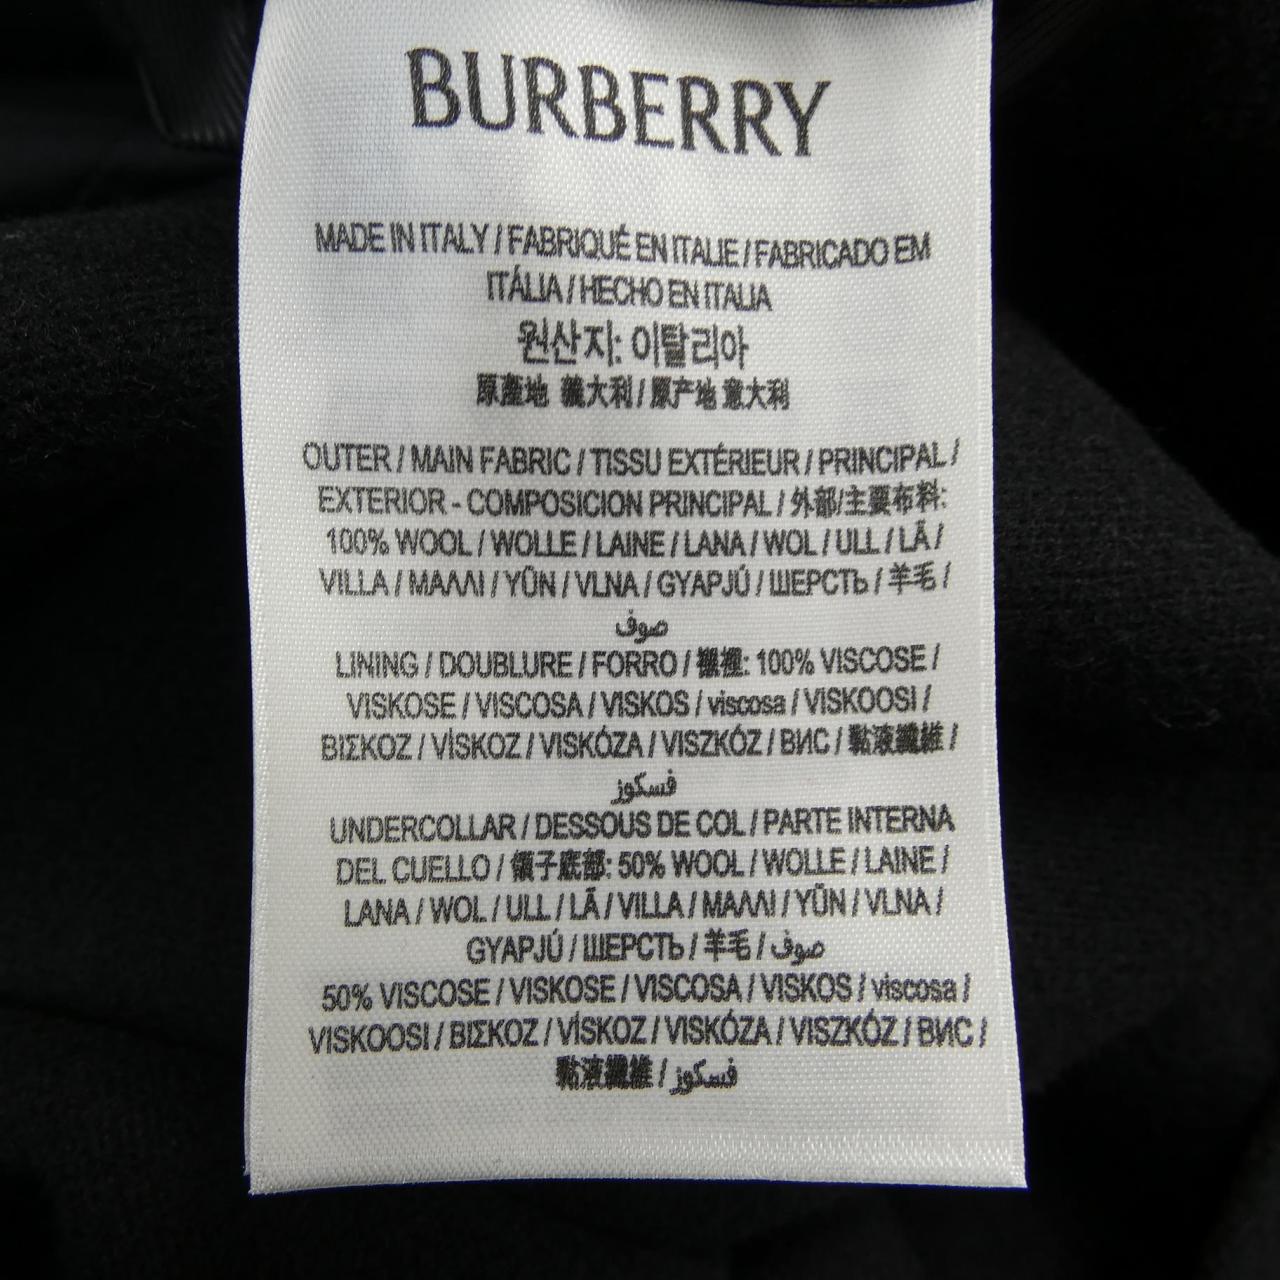 BURBERRY
MADE IN ITALY / FABRIQUÉ EN ITALIE / FABRICADO EM
ITÁLIA / HECHO EN ITALIA
원산지: 이탈리아
原產地 義大利 / 原产地 意大利
OUTER / MAIN FABRIC / TISSU EXTÉRIEUR / PRINCIPAL /
EXTERIOR - COMPOSICION PRINCIPAL / 外部/主要布料:
100% WOOL / WOLLE / LAINE / LANA / WOL / ULL / LÃ /
VILLA / ΜΑΛΛΙ / YÜN / VLNA / GYAPJÚ / ШЕРСТЬ / 羊毛 /
صوف
LINING / DOUBLURE / FORRO / 襯裡: 100% VISCOSE /
VISKOSE / VISCOSA / VISKOS / viscosa / VISKOOSI /
ΒΙΣΚΟΖ / VİSKOZ / VISKÓZA / VISZKÓZ / ВИС / 黏液纖維 /
فسكوز
UNDERCOLLAR / DESSOUS DE COL / PARTE INTERNA
DEL CUELLO / 領子底部: 50% WOOL / WOLLE / LAINE /
LANA / WOL / ULL / LÃ / VILLA / ΜΑΛΛΙ / YÜN / VLNA /
GYAPJÚ / ШЕРСТЬ / 羊毛 / صوف
50% VISCOSE / VISKOSE / VISCOSA / VISKOS / viscosa /
VISKOOSI / ΒΙΣΚΟΖ / VİSKOZ / VISKÓZA / VISZKÓZ / ВИС /
黏液纖維 / فسكوز